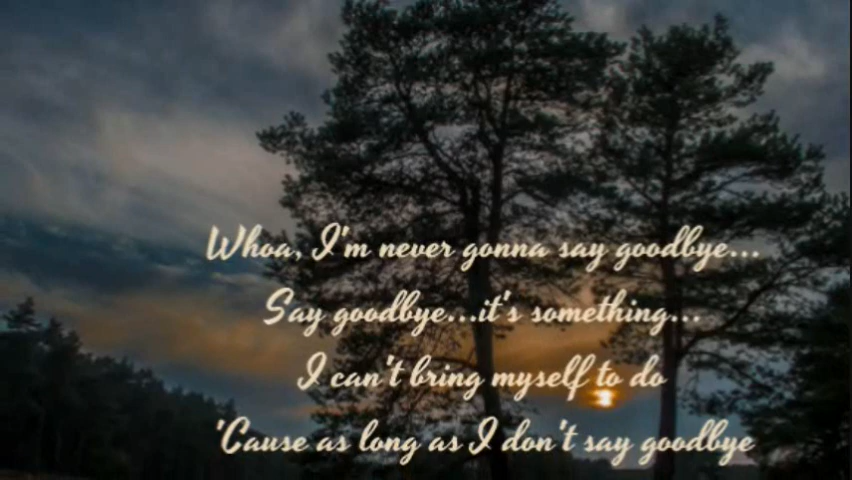 Whoa, I'm never gonna say goodbye...
Say goodbye...it's something...
I can't bring myself to do
'Cause as long as I don't say goodbye